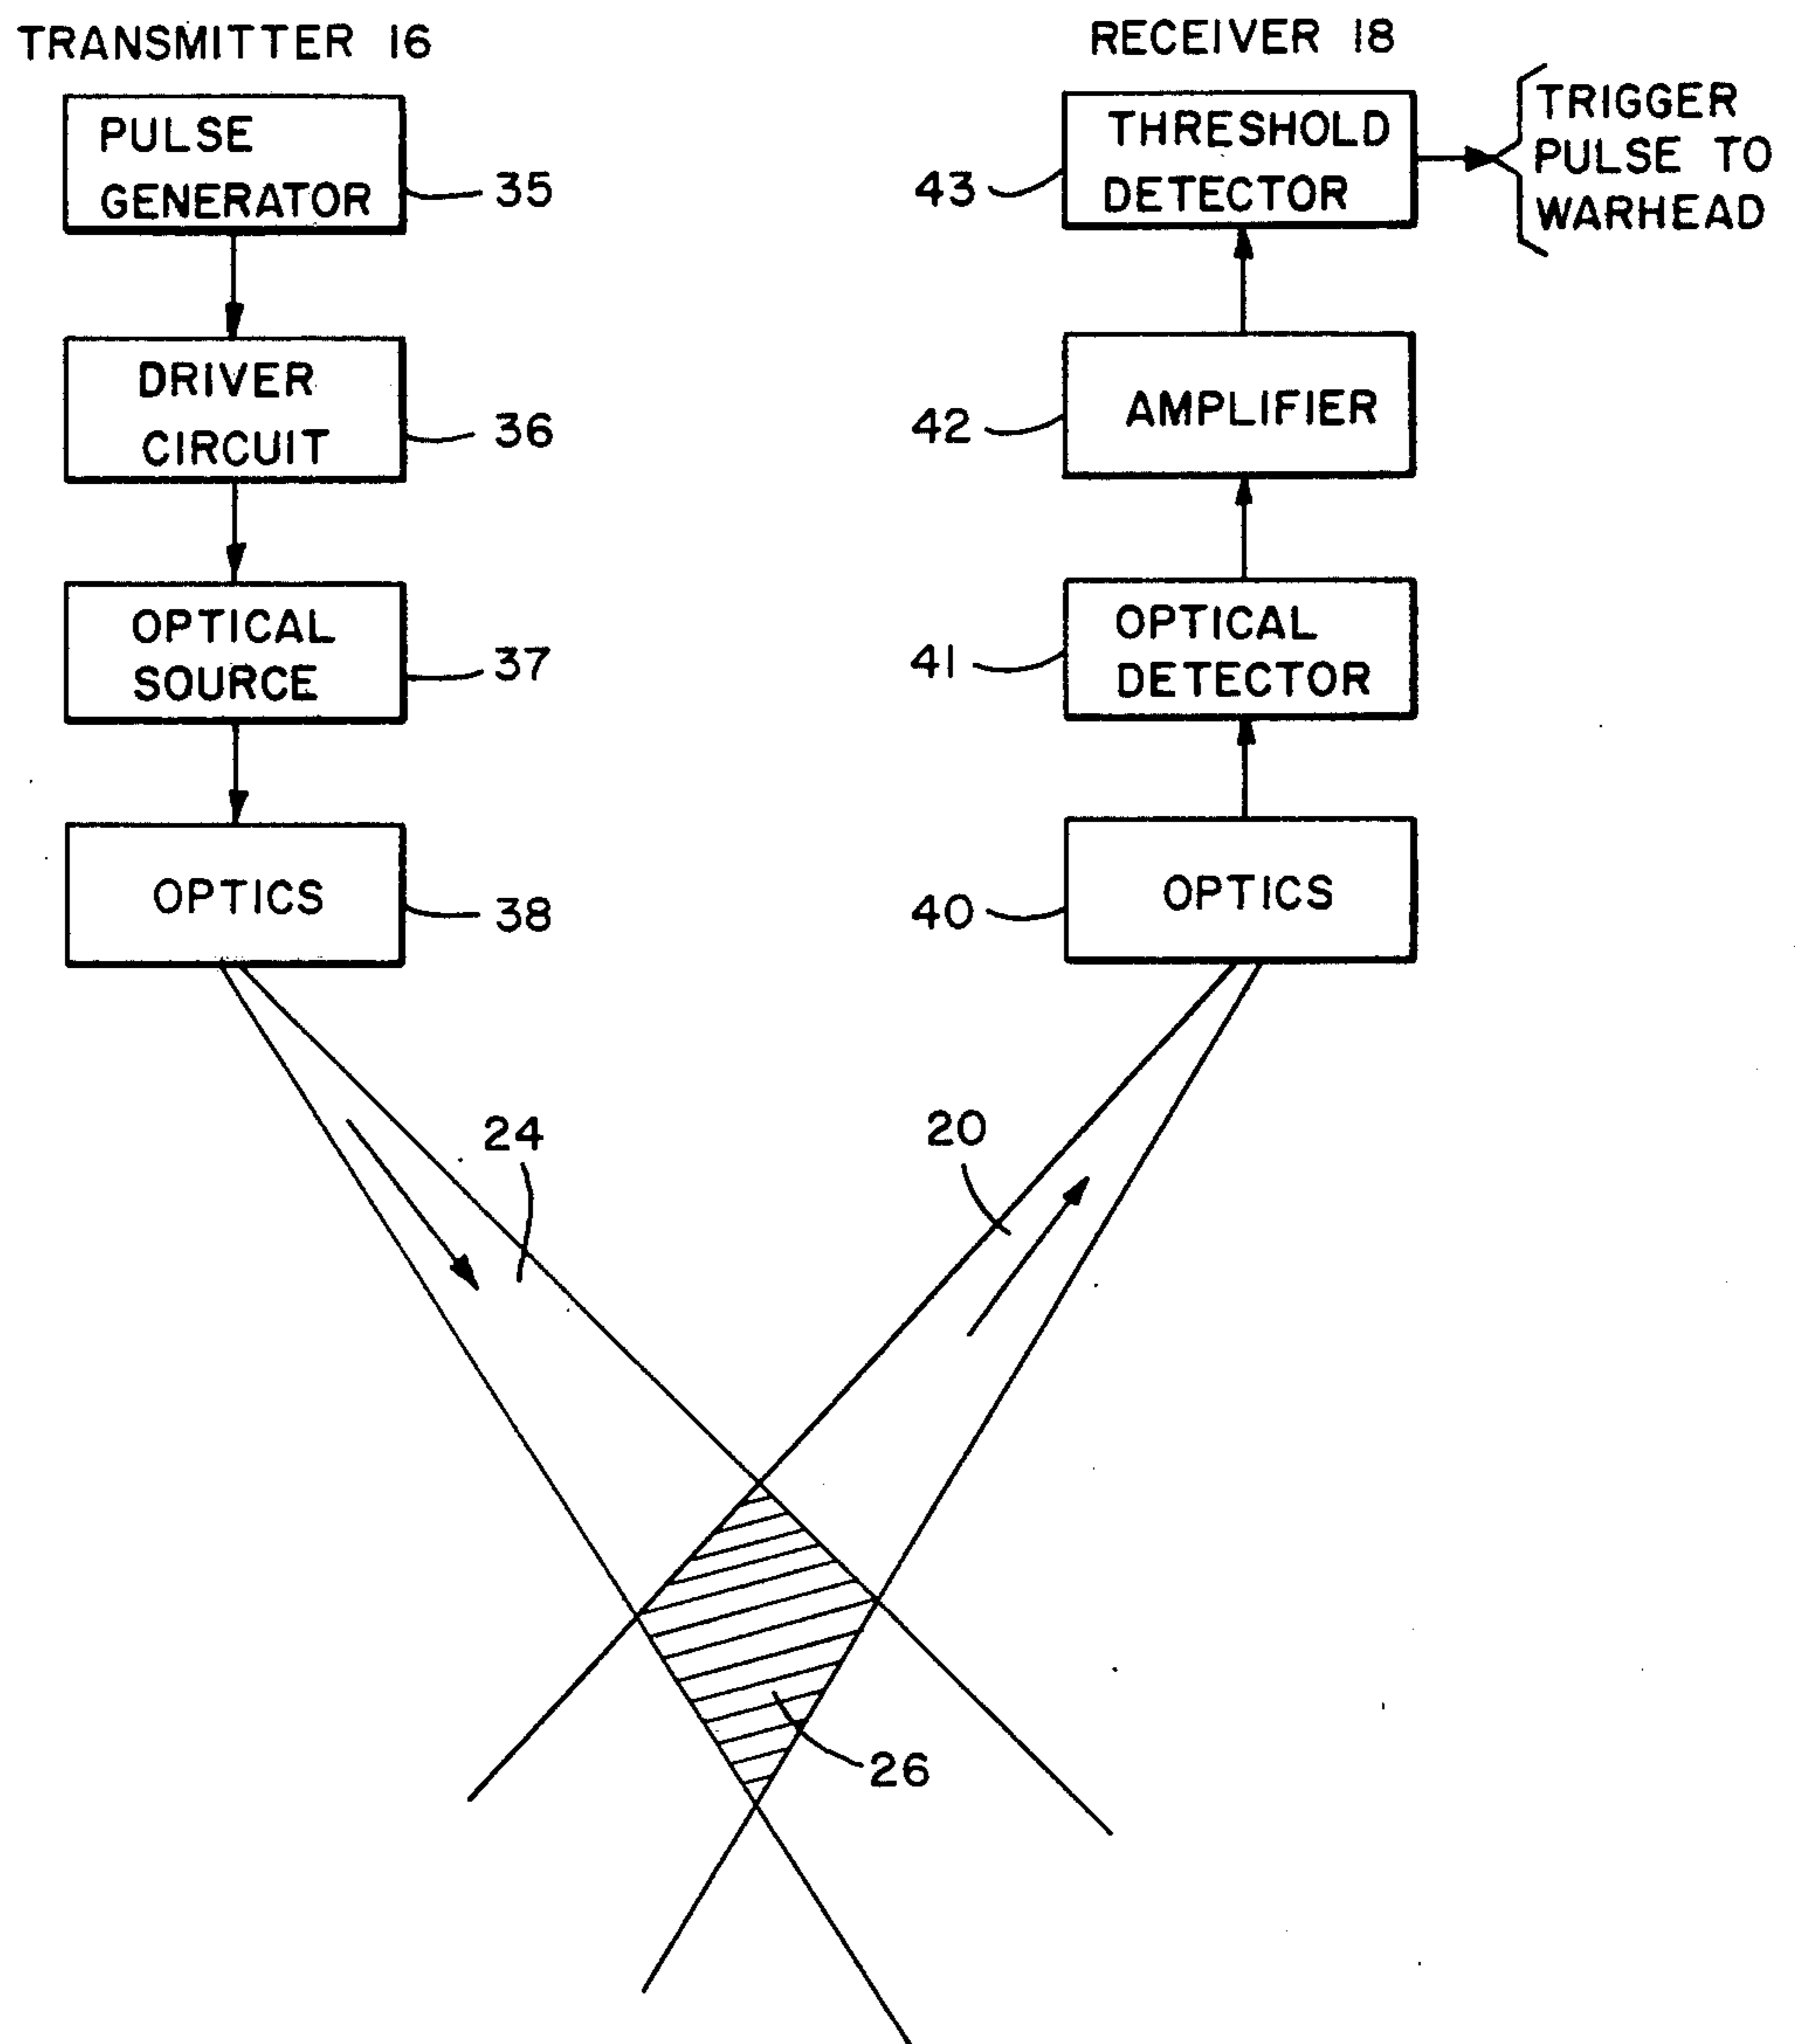 TRANSMITTER 16
PULSE
GENERATOR
35
DRIVER
CIRCUIT
36
OPTICAL
SOURCE
37
OPTICS
38
24
RECEIVER 18
THRESHOLD
DETECTOR
43
TRIGGER
PULSE TO
WARHEAD
AMPLIFIER
42
OPTICAL
DETECTOR
41
OPTICS
40
20
26